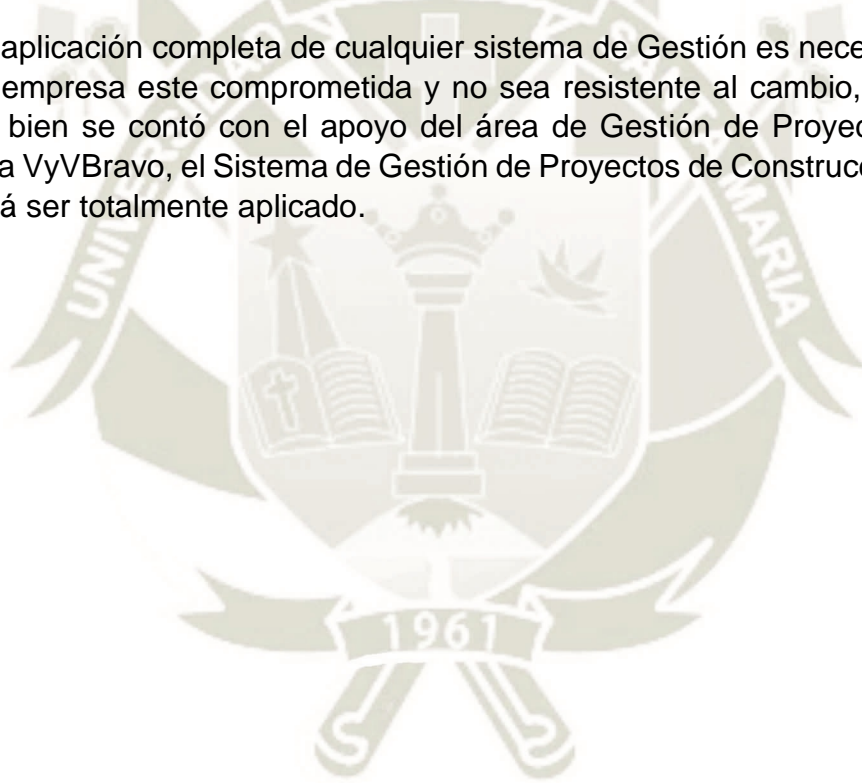 aplicación completa de cualquier sistema de Gestión es nece
empresa este comprometida y no sea resistente al cambio,
bien se contó con el apoyo del área de Gestión de Proyec
a VyVBravo, el Sistema de Gestión de Proyectos de Construcc
á ser totalmente aplicado.
MARIA
1961